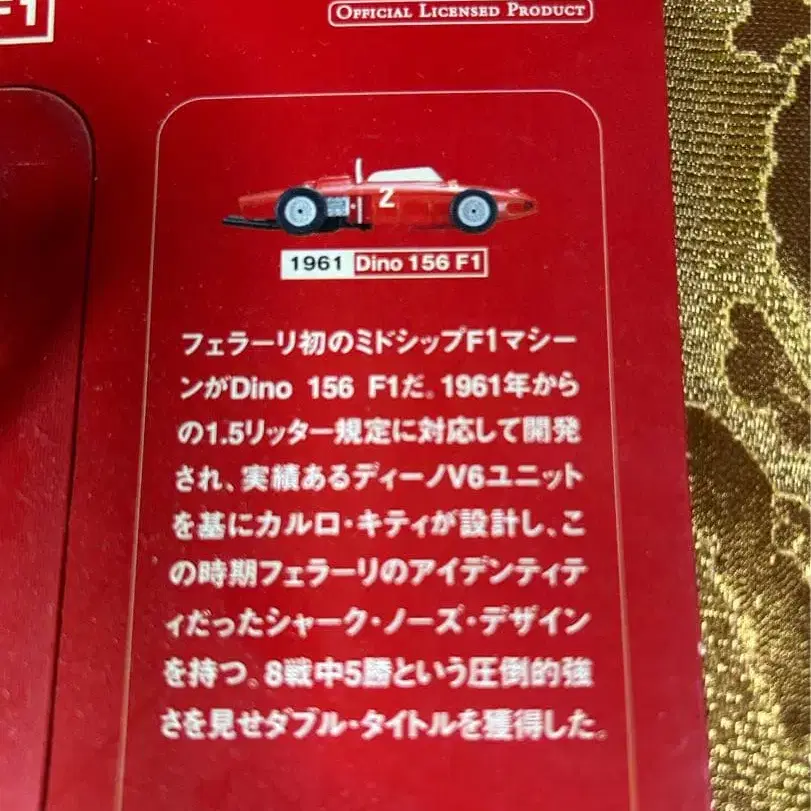 F1
OFFICIAL LICENSED PRODUCT
2
1961 Dino 156 F1
フェラーリ初のミドシップF1マシー
ンがDino 156 F1だ。1961年から
の1.5リッター規定に対応して開発
され、実績あるディーノV6ユニット
を基にカルロ・キティが設計し、こ
の時期フェラーリのアイデンティテ
ィだったシャーク・ノーズ・デザイン
を持つ。8戦中5勝という圧倒的強
さを見せダブル・タイトルを獲得した。